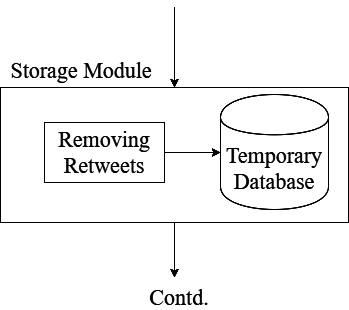 Storage Module
Removing
Retweets
Temporary
Database
Contd.